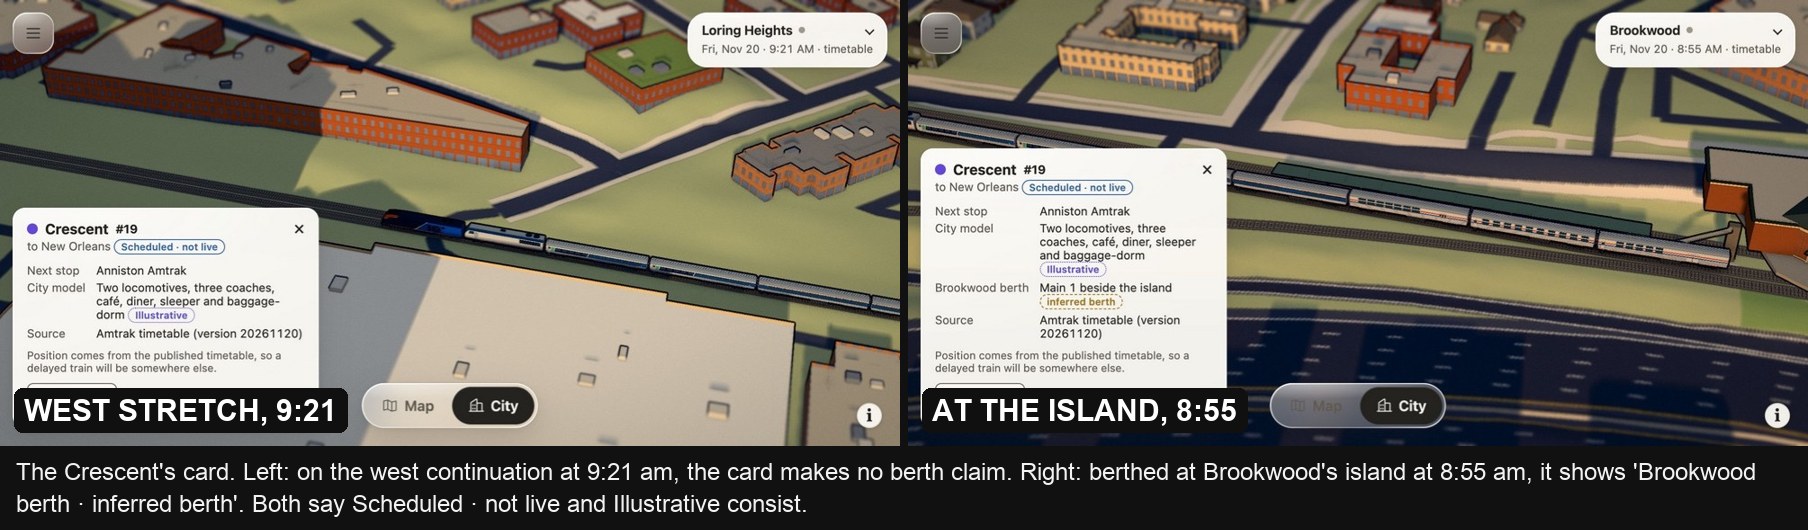 Loring Heights
Fri, Nov 20 · 9:21 AM · timetable
Crescent #19
to New Orleans Scheduled · not live
Next stop Anniston Amtrak
City model Two locomotives, three coaches,
café, diner, sleeper and baggage-
dorm Illustrative
Source Amtrak timetable (version 20261120)
Position comes from the published timetable, so a
delayed train will be somewhere else.
WEST STRETCH, 9:21
Map City
Brookwood
Fri, Nov 20 · 8:55 AM · timetable
Crescent #19
to New Orleans Scheduled · not live
Next stop Anniston Amtrak
City model Two locomotives, three
coaches, café, diner, sleeper
and baggage-dorm
Illustrative
Brookwood berth Main 1 beside the island
inferred berth
Source Amtrak timetable (version
20261120)
Position comes from the published timetable, so a
delayed train will be somewhere else.
AT THE ISLAND, 8:55
Map City
The Crescent's card. Left: on the west continuation at 9:21 am, the card makes no berth claim. Right: berthed at Brookwood's island at 8:55 am, it shows 'Brookwood
berth · inferred berth'. Both say Scheduled · not live and Illustrative consist.